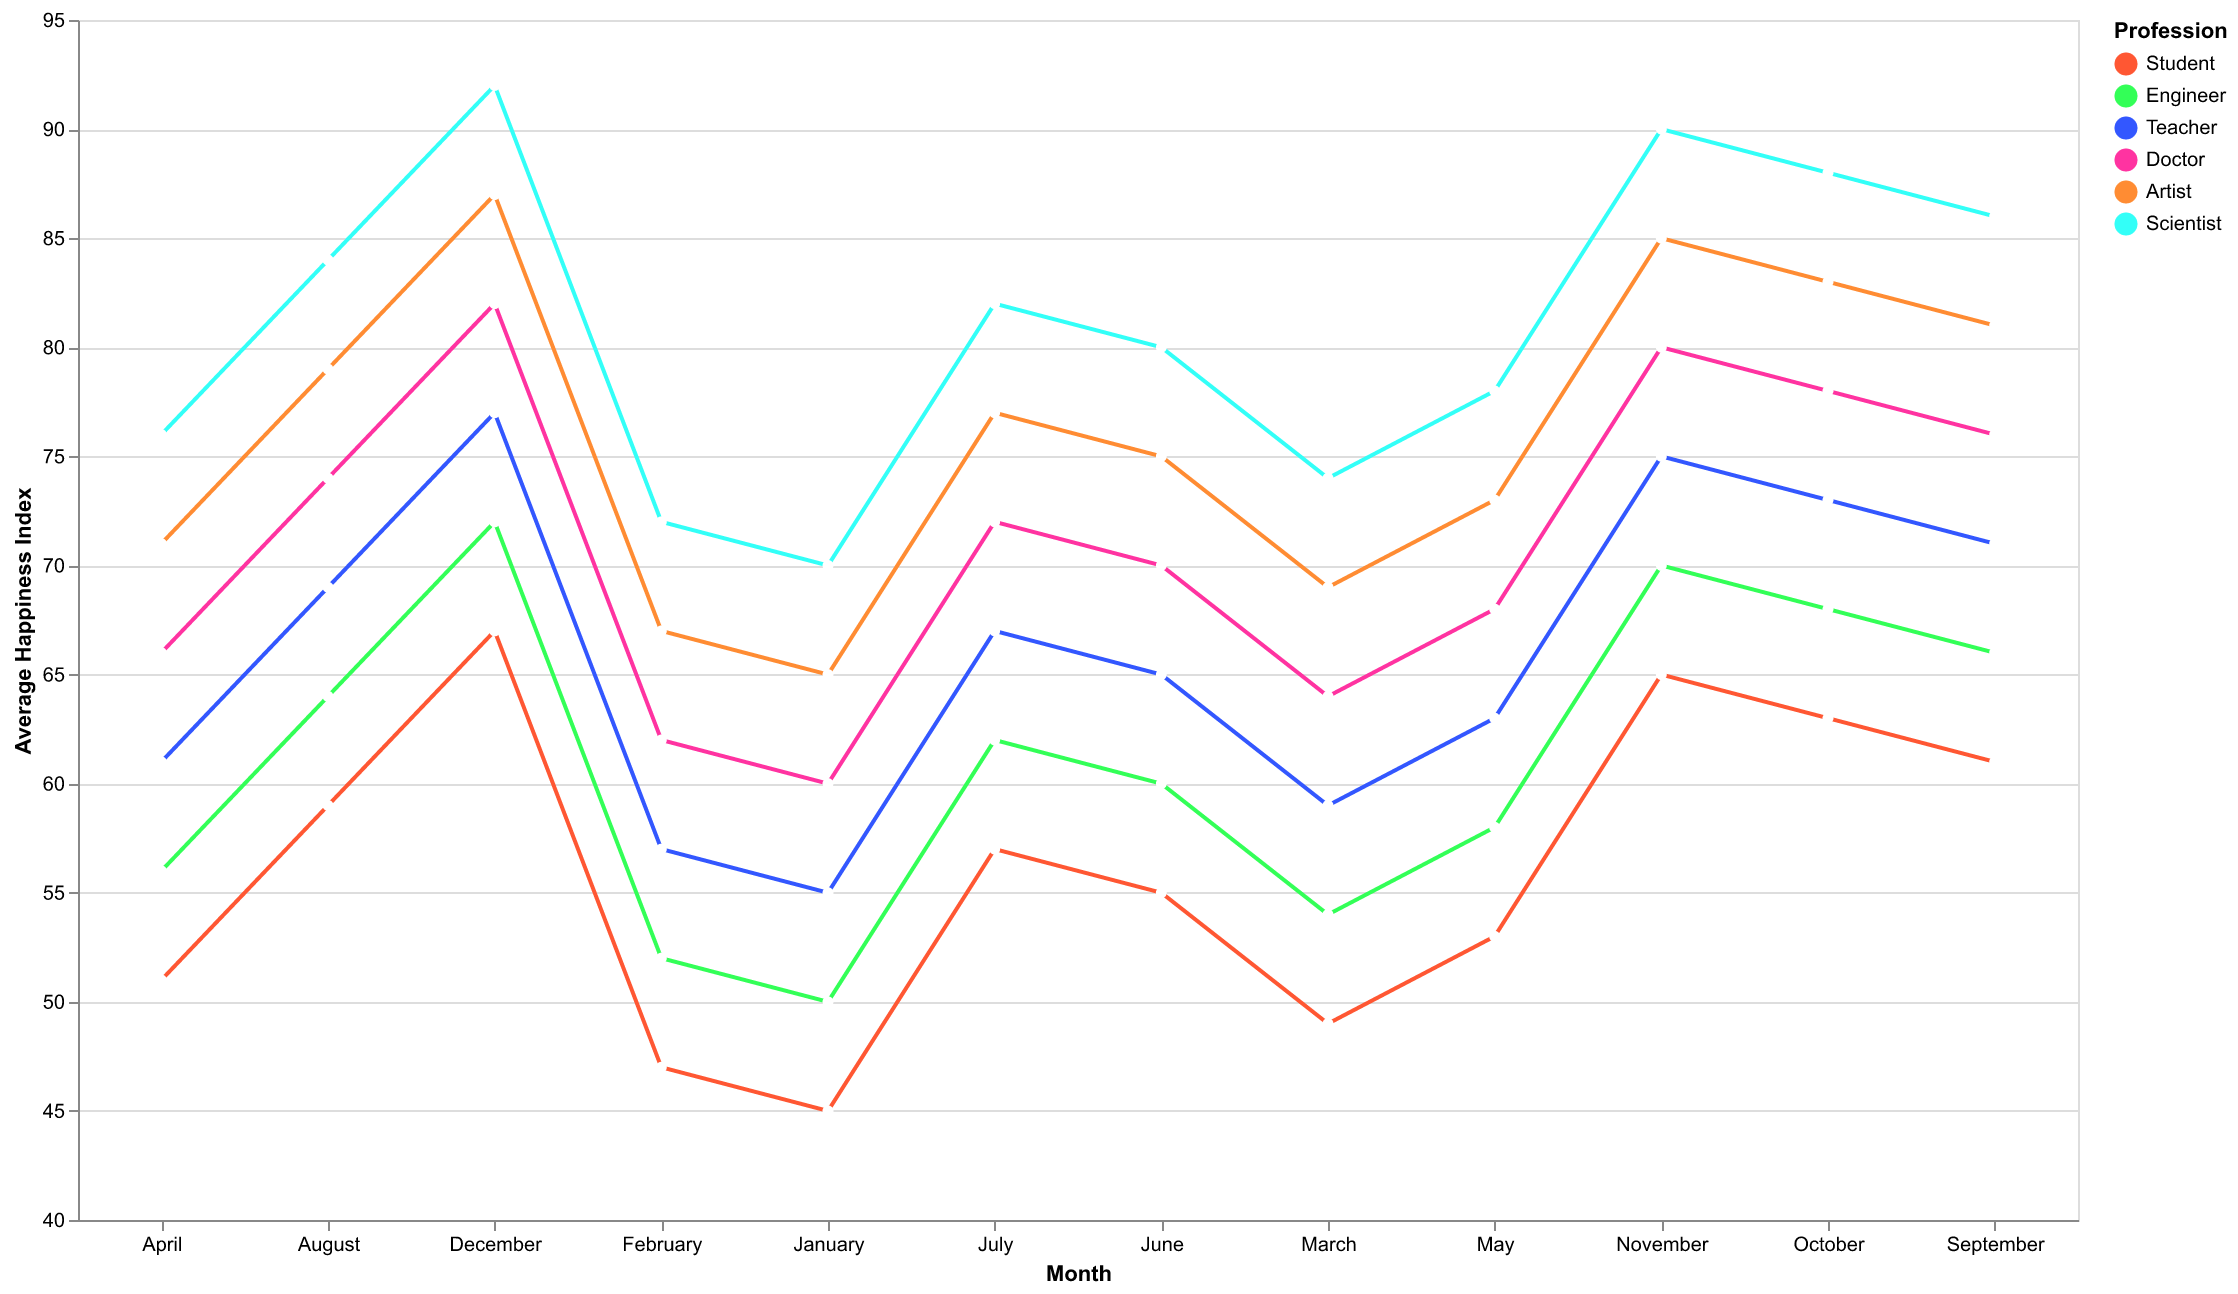 Average Happiness Index
95
90
85
80
75
70
65
60
55
50
45
40
April August December February January July June March May November October September
Month
Profession
Student
Engineer
Teacher
Doctor
Artist
Scientist